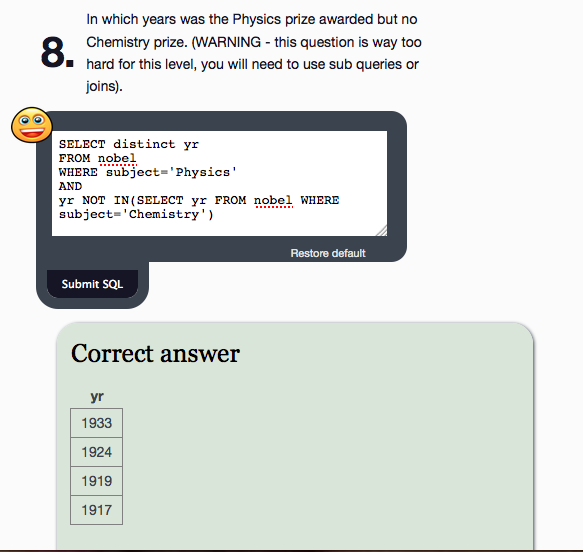 In which years was the Physics prize awarded but no
8. Chemistry prize. (WARNING - this question is way too
hard for this level, you will need to use sub queries or
joins).
SELECT distinct yr
FROM nobel
WHERE subject='Physics'
AND
yr NOT IN(SELECT yr FROM nobel WHERE
subject='Chemistry')
Restore default
Submit SQL
Correct answer
yr
1933
1924
1919
1917